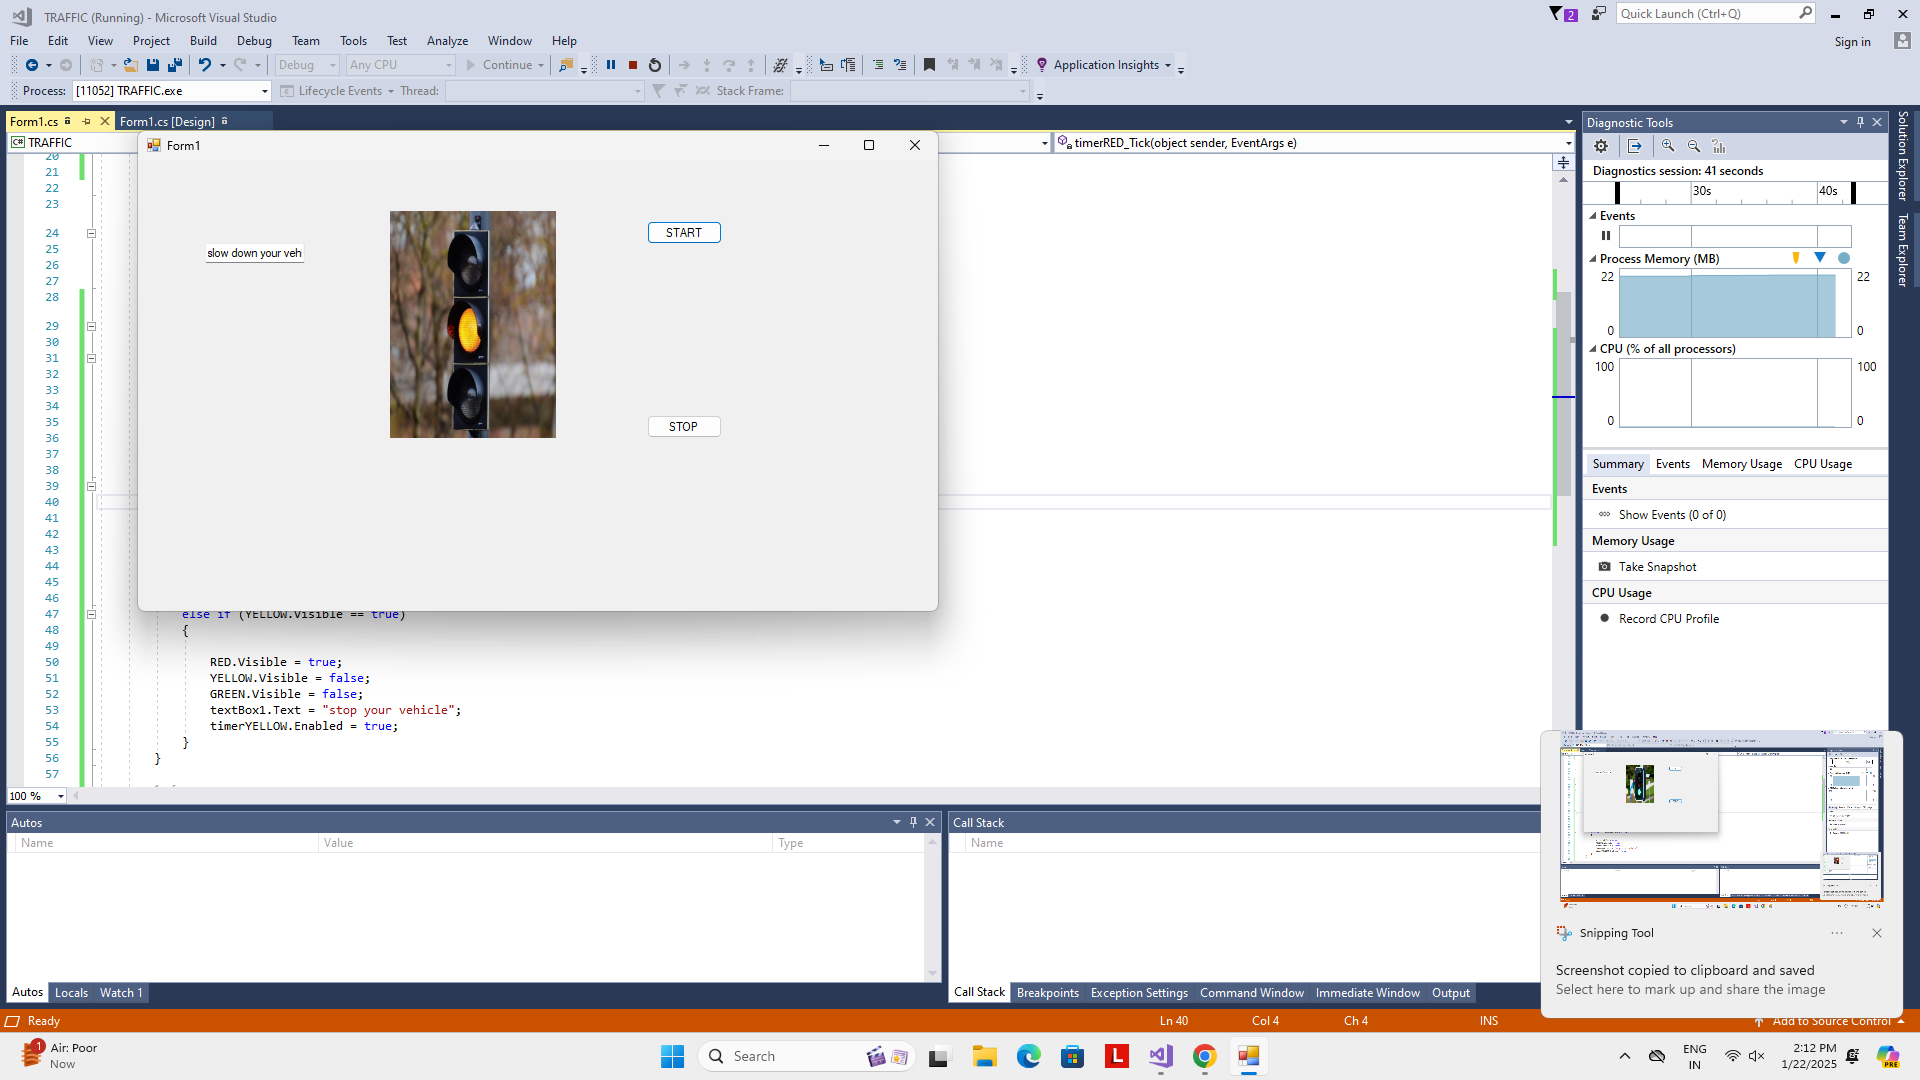 TRAFFIC (Running) - Microsoft Visual Studio
2
Quick Launch (Ctrl+Q)
File Edit View Project Build Debug Team Tools Test Analyze Window Help
Sign in
Debug Any CPU Continue Application Insights
Process: [11052] TRAFFIC.exe Lifecycle Events Thread: Stack Frame:
Form1.cs Form1.cs [Design]
C# TRAFFIC
timerRED_Tick(object sender, EventArgs e)
Form1
slow down your veh
START
STOP
20
21
22
23
24
25
26
27
28
29
30
31
32
33
34
35
36
37
38
39
40
41
42
43
44
45
46
47 else if (YELLOW.Visible == true)
48 {
49
50 RED.Visible = true;
51 YELLOW.Visible = false;
52 GREEN.Visible = false;
53 textBox1.Text = "stop your vehicle";
54 timerYELLOW.Enabled = true;
55 }
56 }
57
100 %
Diagnostic Tools
Diagnostics session: 41 seconds
30s 40s
Events
Process Memory (MB)
22 22
0 0
CPU (% of all processors)
100 100
0 0
Summary Events Memory Usage CPU Usage
Events
Show Events (0 of 0)
Memory Usage
Take Snapshot
CPU Usage
Record CPU Profile
Solution Explorer
Team Explorer
Autos
Name Value Type
Autos Locals Watch 1
Call Stack
Name
Call Stack Breakpoints Exception Settings Command Window Immediate Window Output
Snipping Tool
Screenshot copied to clipboard and saved
Select here to mark up and share the image
Ready Ln 40 Col 4 Ch 4 INS Add to Source Control
1
Air: Poor
Now
Search
L
ENG
IN
2:12 PM
1/22/2025
PRE